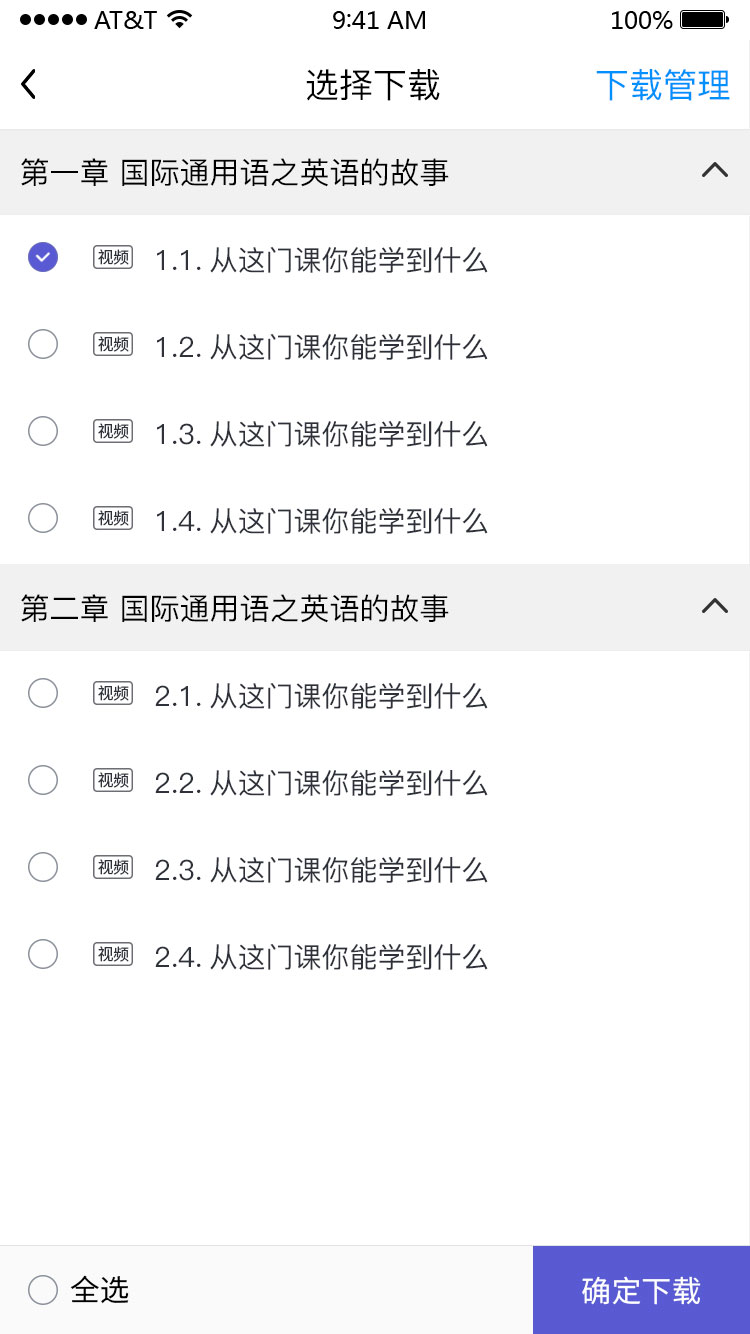 AT&T 9:41 AM 100%
选择下载 下载管理
第一章 国际通用语之英语的故事
视频 1.1. 从这门课你能学到什么
视频 1.2. 从这门课你能学到什么
视频 1.3. 从这门课你能学到什么
视频 1.4. 从这门课你能学到什么
第二章 国际通用语之英语的故事
视频 2.1. 从这门课你能学到什么
视频 2.2. 从这门课你能学到什么
视频 2.3. 从这门课你能学到什么
视频 2.4. 从这门课你能学到什么
全选 确定下载